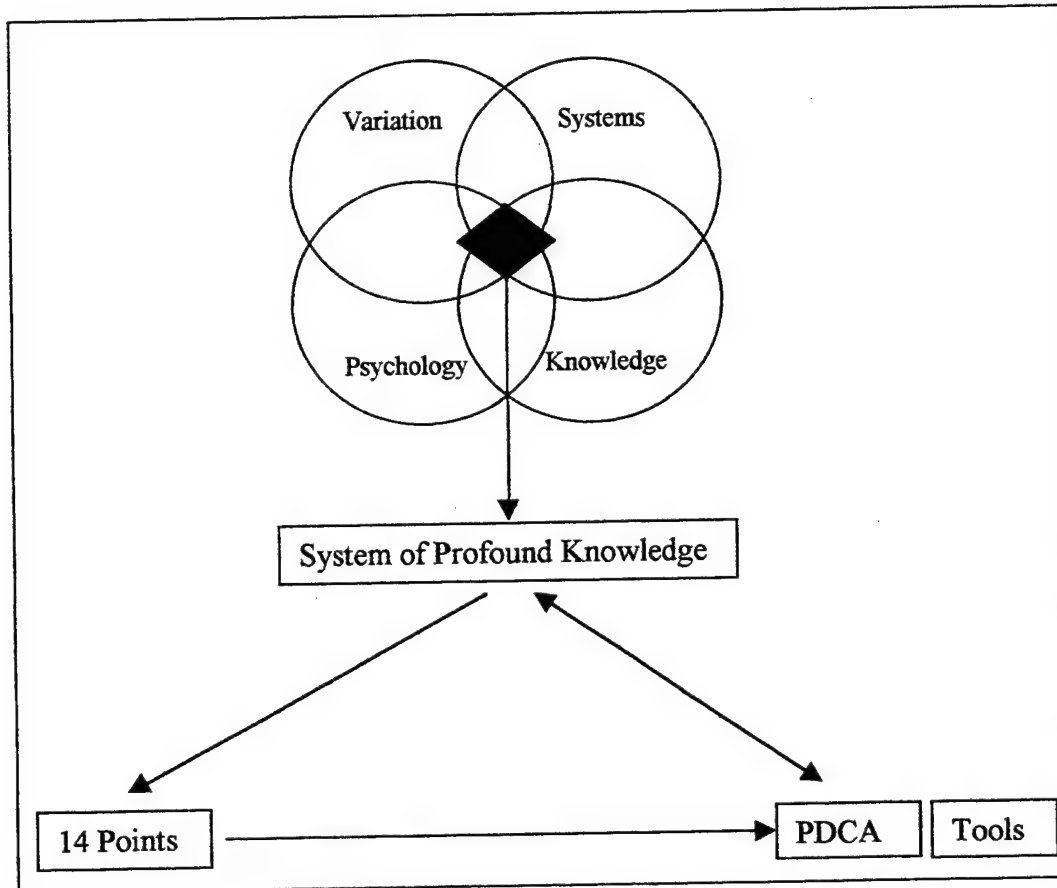 Variation Systems
Psychology Knowledge
System of Profound Knowledge
14 Points PDCA Tools